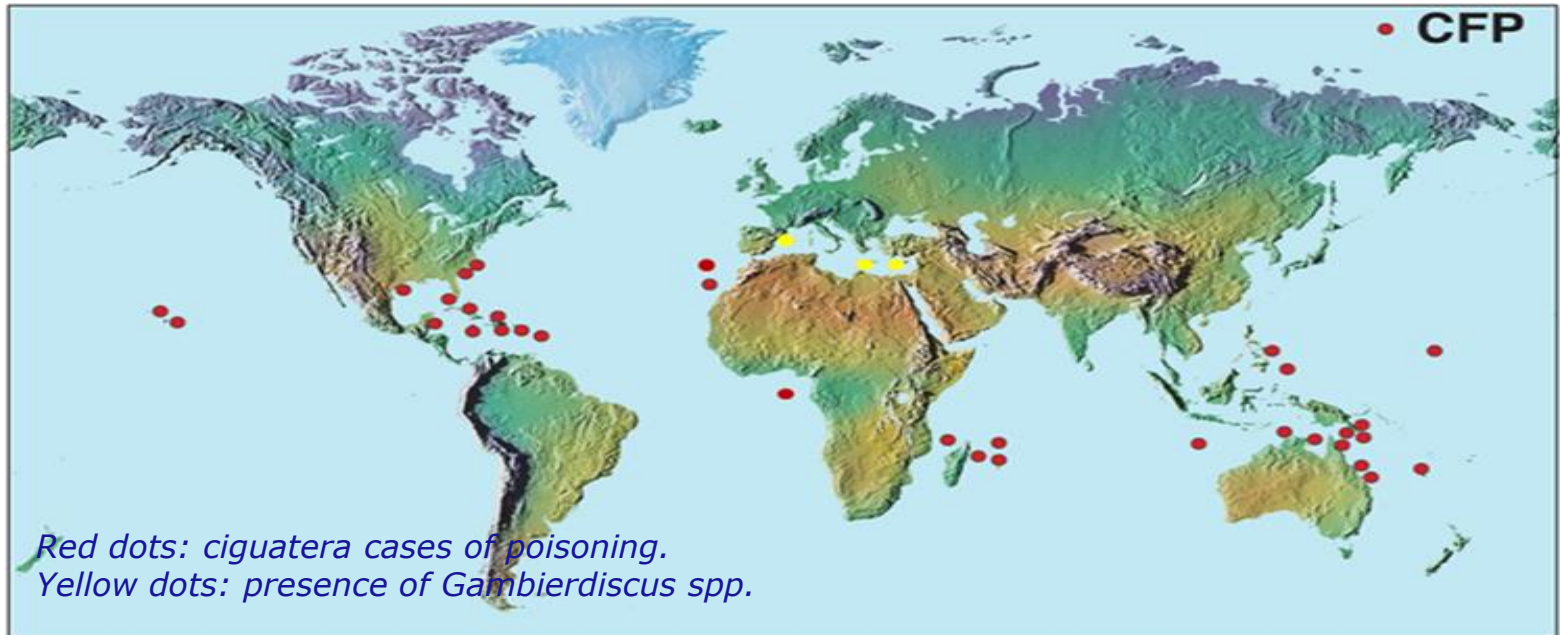 CFP
Red dots: ciguatera cases of poisoning.
Yellow dots: presence of Gambierdiscus spp.